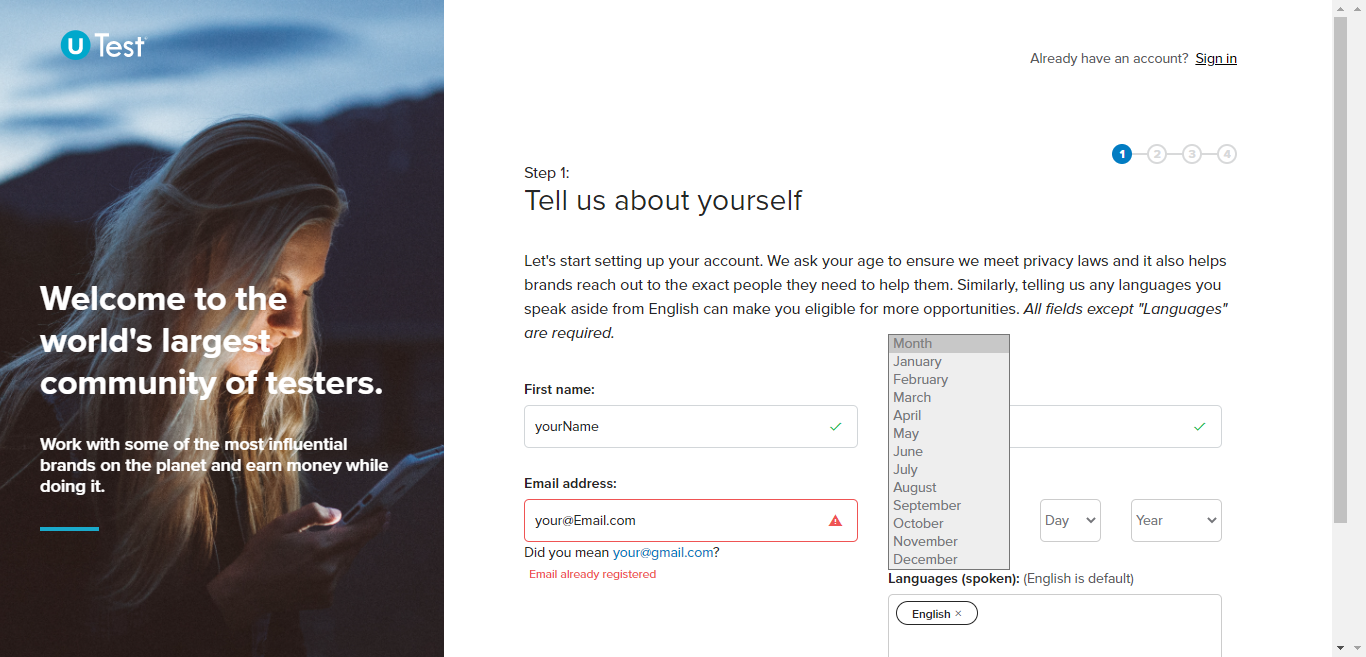 U Test
Welcome to the
world's largest
community of testers.
Work with some of the most influential
brands on the planet and earn money while
doing it.
Already have an account? Sign in
1 2 3 4
Step 1:
Tell us about yourself
Let's start setting up your account. We ask your age to ensure we meet privacy laws and it also helps
brands reach out to the exact people they need to help them. Similarly, telling us any languages you
speak aside from English can make you eligible for more opportunities. All fields except "Languages"
are required.
First name:
yourName
Email address:
your@Email.com
Did you mean your@gmail.com?
Email already registered
Month
January
February
March
April
May
June
July
August
September
October
November
December
Day
Year
Languages (spoken): (English is default)
English ×